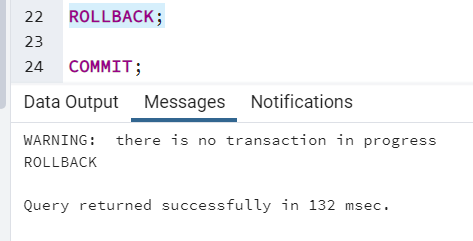 22 ROLLBACK;
23
24 COMMIT;
Data Output Messages Notifications
WARNING:  there is no transaction in progress
ROLLBACK
Query returned successfully in 132 msec.